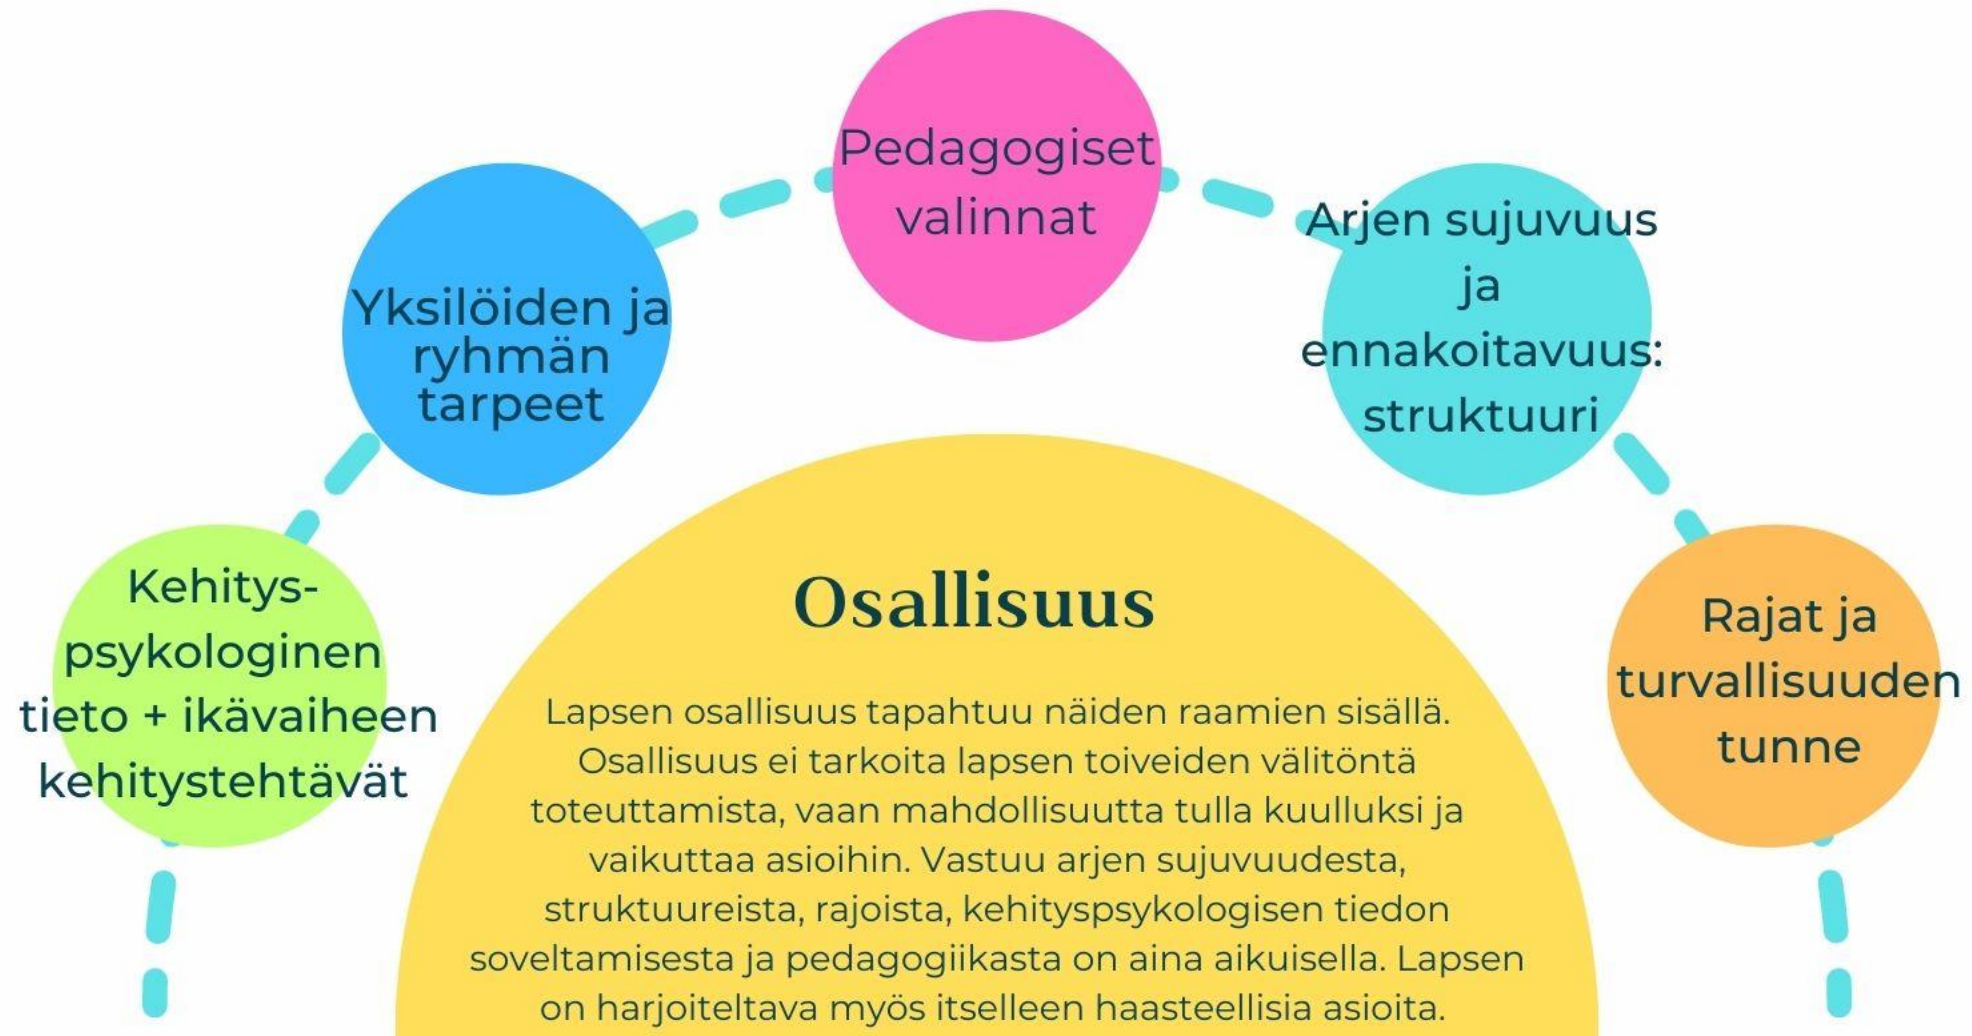 Pedagogiset
valinnat
Yksilöiden ja
ryhmän
tarpeet
Arjen sujuvuus
ja
ennakoitavuus:
struktuuri
Kehitys-
psykologinen
tieto + ikävaiheen
kehitystehtävät
Rajat ja
turvallisuuden
tunne
Osallisuus
Lapsen osallisuus tapahtuu näiden raamien sisällä.
Osallisuus ei tarkoita lapsen toiveiden välitöntä
toteuttamista, vaan mahdollisuutta tulla kuulluksi ja
vaikuttaa asioihin. Vastuu arjen sujuvuudesta,
struktuureista, rajoista, kehityspsykologisen tiedon
soveltamisesta ja pedagogiikasta on aina aikuisella. Lapsen
on harjoiteltava myös itselleen haasteellisia asioita.